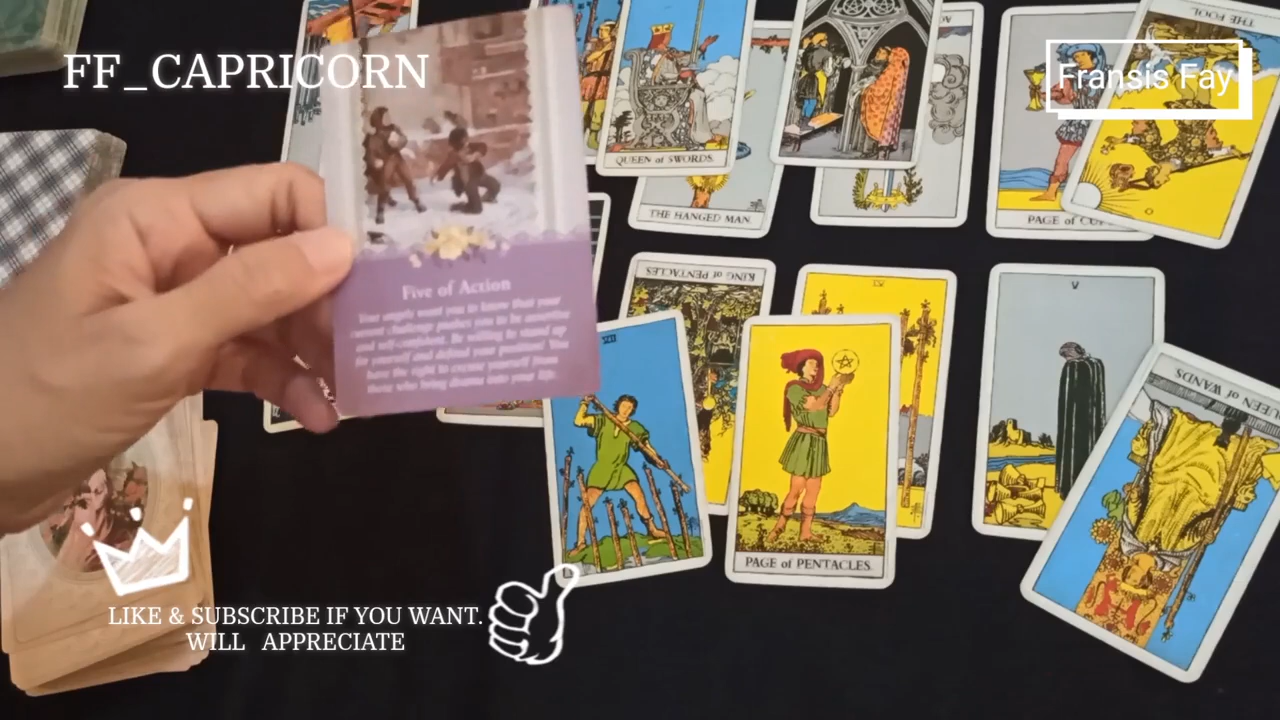 FF_CAPRICORN
Fransis Fay
THE FOOL
QUEEN of SWORDS.
THE HANGED MAN.
PAGE of CUP
KING of PENTACLES
IV
V
Five of Action
Your angels want you to know that your
current challenge pushes you to be assertive
and self-confident. Be willing to stand up
for yourself and defend your position! You
have the right to excuse yourself from
those who bring drama into your life.
VII
QUEEN of WANDS
PAGE of PENTACLES.
0
LIKE & SUBSCRIBE IF YOU WANT.
WILL APPRECIATE